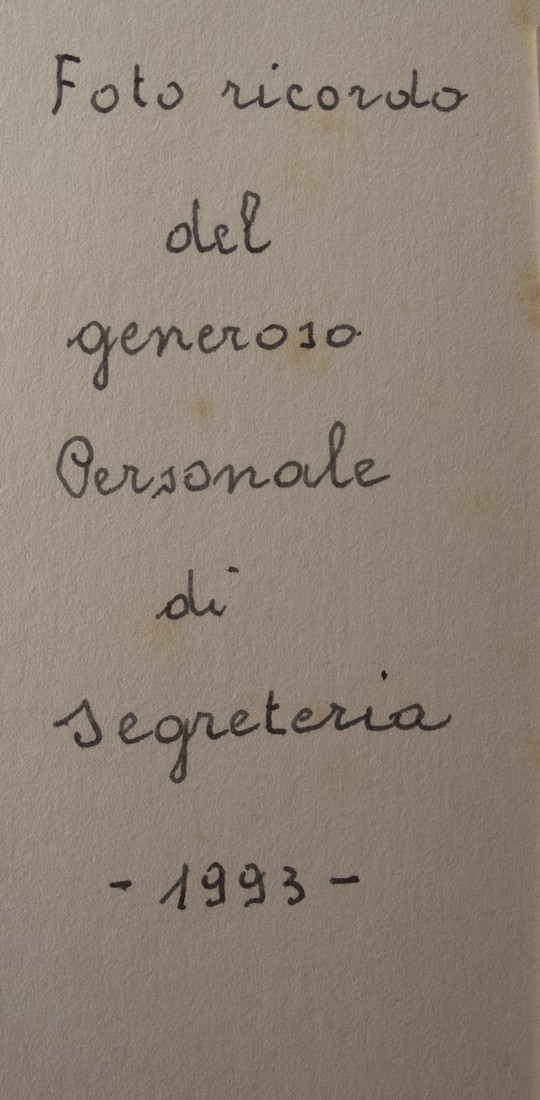 Foto ricordo
del
generoso
Personale
di
Segreteria
- 1993 -